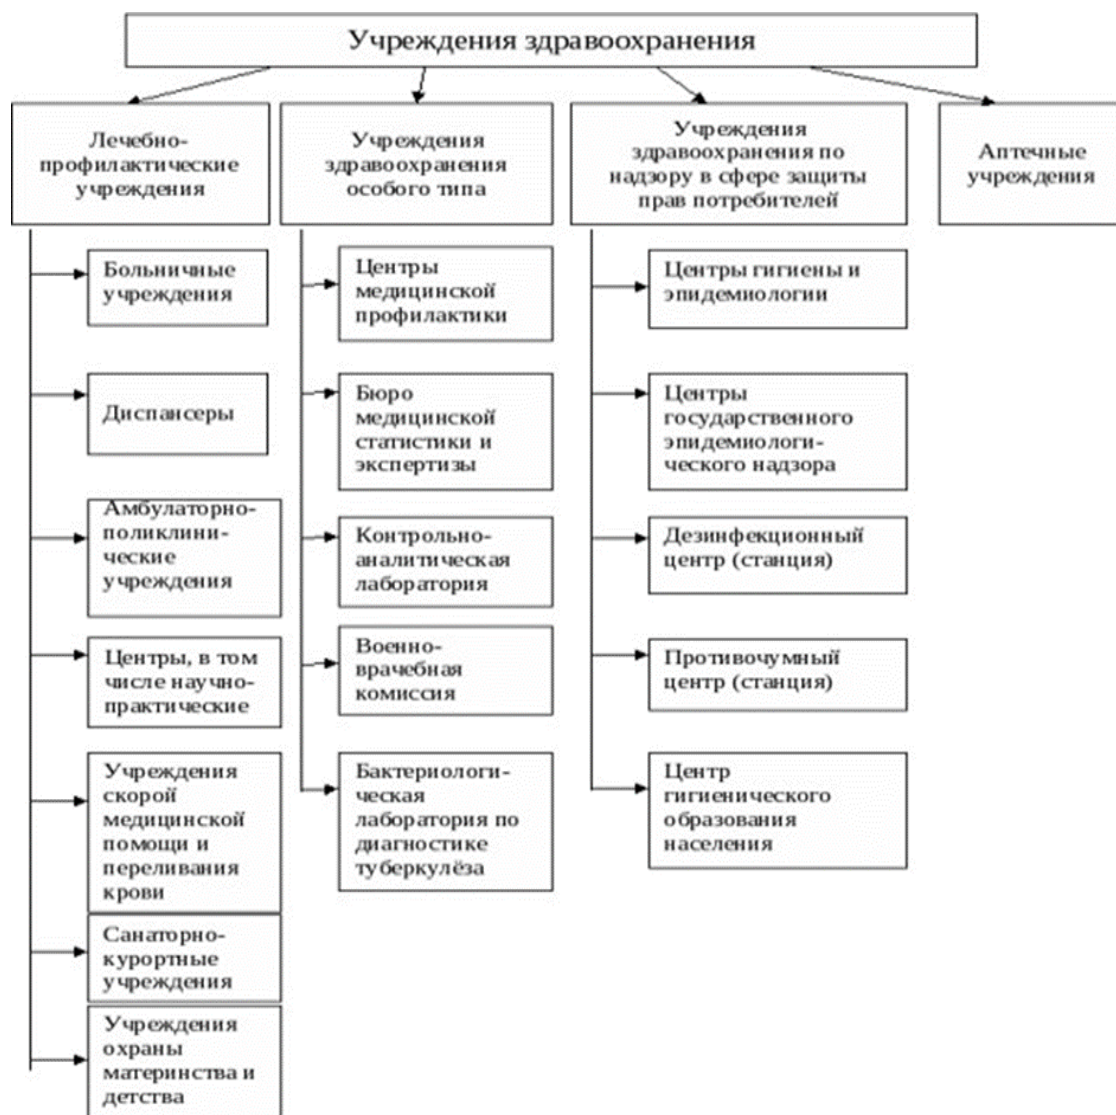 Учреждения здравоохранения
Лечебно-
профилактические
учреждения
Учреждения
здравоохранения
особого типа
Учреждения
здравоохранения по
надзору в сфере защиты
прав потребителей
Аптечные
учреждения
Больничные
учреждения
Диспансеры
Амбулаторно-
поликлини-
ческие
учреждения
Центры, в том
числе научно-
практические
Учреждения
скорой
медицинской
помощи и
переливания
крови
Санаторно-
курортные
учреждения
Учреждения
охраны
материнства и
детства
Центры
медицинской
профилактики
Бюро
медицинской
статистики и
экспертизы
Контрольно-
аналитическая
лаборатория
Военно-
врачебная
комиссия
Бактериологи-
ческая
лаборатория по
диагностике
туберкулёза
Центры гигиены и
эпидемиологии
Центры
государственного
эпидемиологи-
ческого надзора
Дезинфекционный
центр (станция)
Противочумный
центр (станция)
Центр
гигиенического
образования
населения